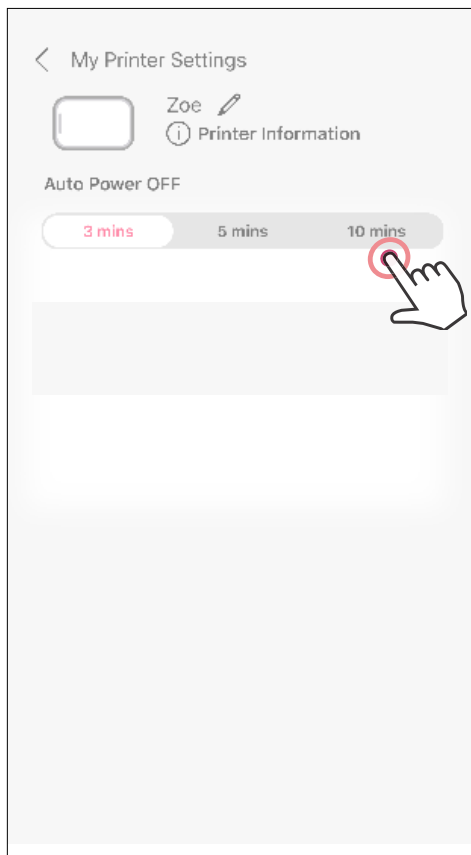 My Printer Settings
Zoe
Printer Information
Auto Power OFF
3 mins 5 mins 10 mins